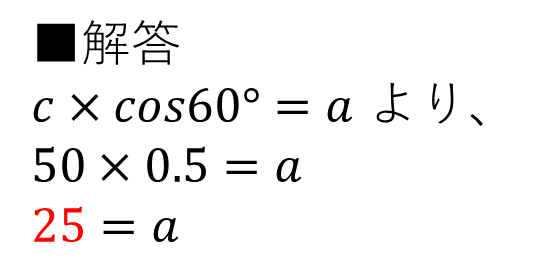 ■解答
c × cos60° = a より、
50 × 0.5 = a
25 = a